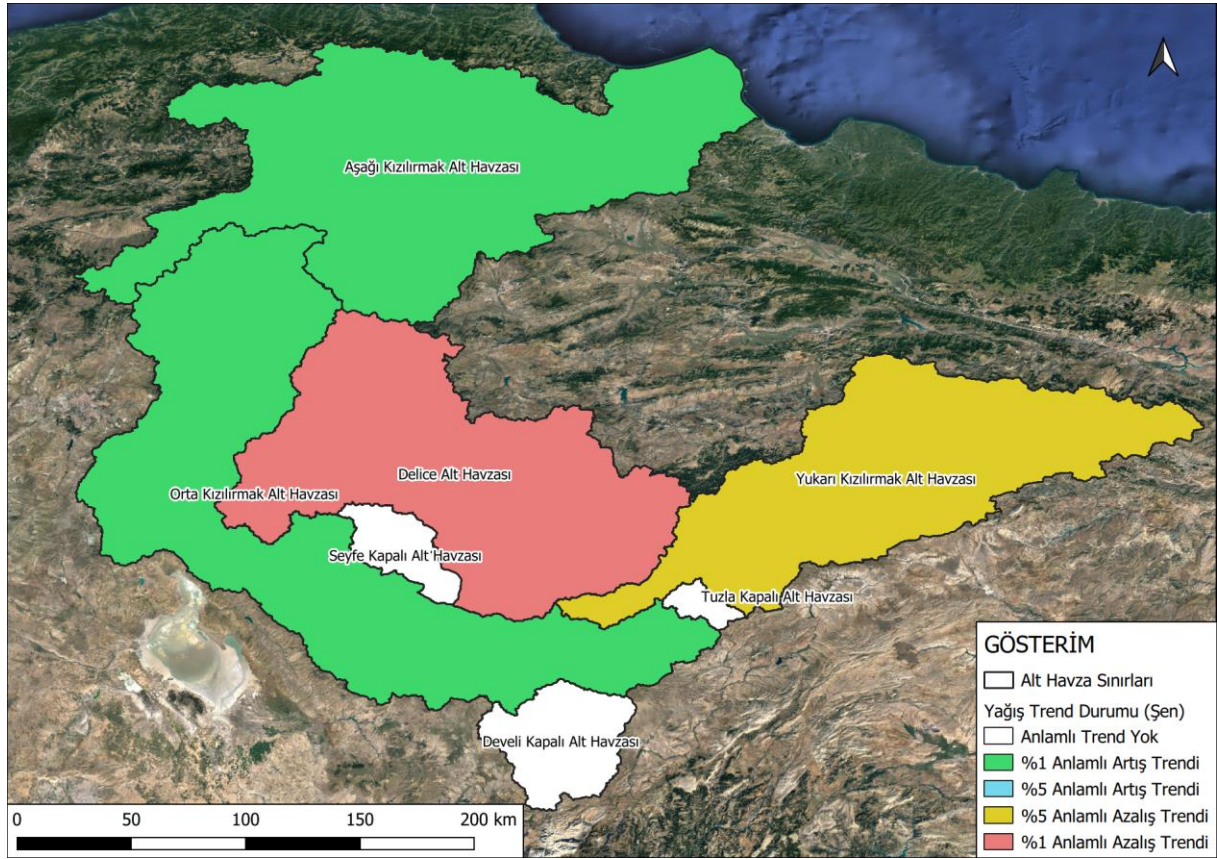 Aşağı Kızılırmak Alt Havzası
Delice Alt Havzası
Yukarı Kızılırmak Alt Havzası
Orta Kızılırmak Alt Havzası
Seyfe Kapalı Alt Havzası
Tuzla Kapalı Alt Havzası
Develi Kapalı Alt Havzası
GÖSTERİM
Alt Havza Sınırları
Yağış Trend Durumu (Şen)
Anlamlı Trend Yok
%1 Anlamlı Artış Trendi
%5 Anlamlı Artış Trendi
%5 Anlamlı Azalış Trendi
%1 Anlamlı Azalış Trendi
0 50 100 150 200 km